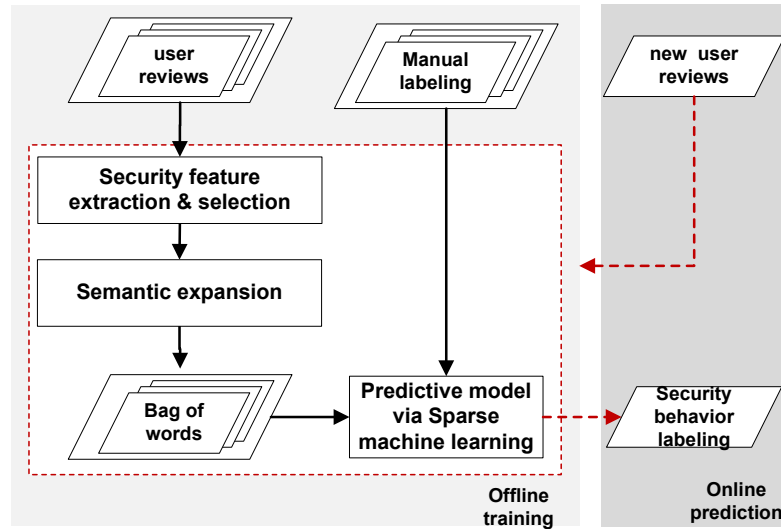 user
reviews
Manual
labeling
new user
reviews
Security feature
extraction & selection
Semantic expansion
Bag of
words
Predictive model
via Sparse
machine learning
Security
behavior
labeling
Offline
training
Online
prediction